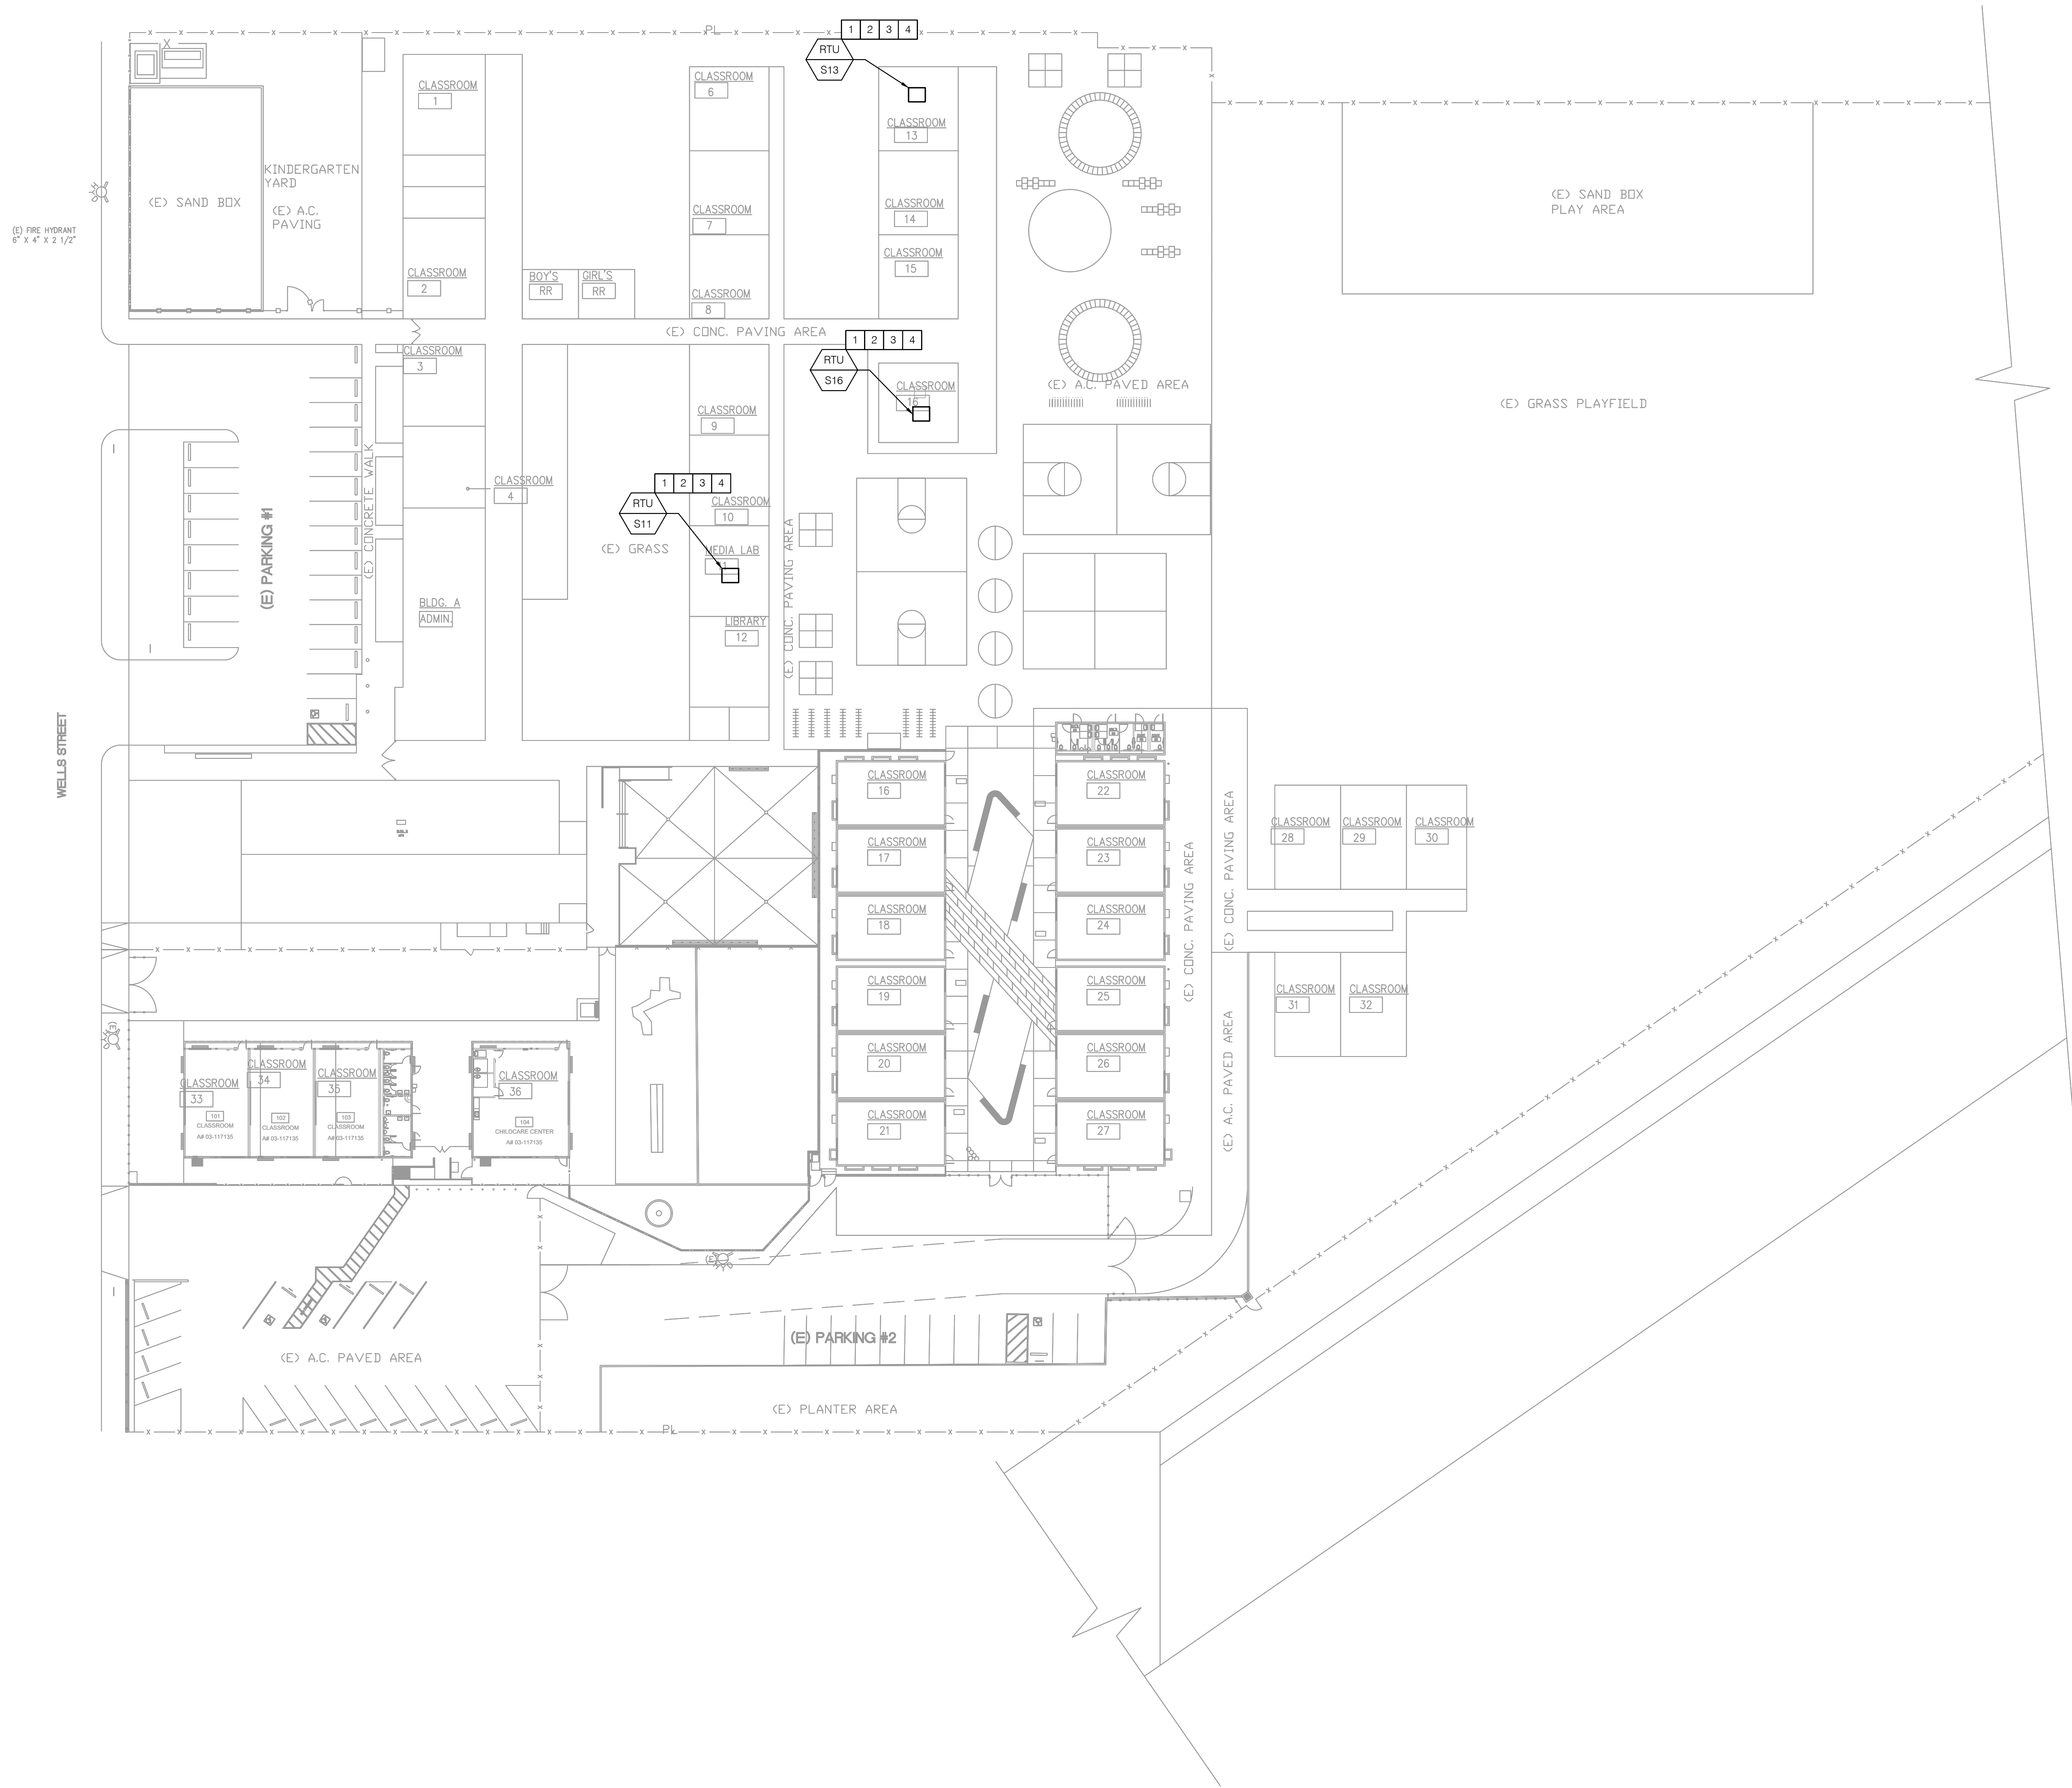 PL
1 2 3 4
RTU
S13
CLASSROOM
1
CLASSROOM
6
CLASSROOM
13
KINDERGARTEN
YARD
(E) SAND BOX
(E) A.C.
PAVING
(E) SAND BOX
PLAY AREA
(E) FIRE HYDRANT
6" X 4" X 2 1/2"
CLASSROOM
7
CLASSROOM
14
CLASSROOM
15
CLASSROOM
2
BOY'S
RR
GIRL'S
RR
CLASSROOM
8
(E) CONC. PAVING AREA
1 2 3 4
RTU
S16
CLASSROOM
3
CLASSROOM
16
(E) A.C. PAVED AREA
(E) GRASS PLAYFIELD
CLASSROOM
9
(E) CONCRETE WALK
CLASSROOM
4
1 2 3 4
RTU
S11
CLASSROOM
10
(E) PARKING #1
(E) GRASS
MEDIA LAB
(E) CONC. PAVING AREA
BLDG. A
ADMIN.
LIBRARY
12
WELLS STREET
CLASSROOM
16
CLASSROOM
22
CLASSROOM
17
CLASSROOM
23
CLASSROOM
18
CLASSROOM
24
CLASSROOM
19
CLASSROOM
25
CLASSROOM
20
CLASSROOM
26
CLASSROOM
21
CLASSROOM
27
(E) CONC. PAVING AREA
(E) CONC. PAVING AREA
(E) A.C. PAVED AREA
CLASSROOM
28
CLASSROOM
29
CLASSROOM
30
CLASSROOM
31
CLASSROOM
32
(E)
CLASSROOM
33
CLASSROOM
34
CLASSROOM
35
CLASSROOM
36
101
CLASSROOM
A# 03-117135
102
CLASSROOM
A# 03-117135
103
CLASSROOM
A# 03-117135
104
CHILDCARE CENTER
A# 03-117135
(E)
(E) PARKING #2
(E) A.C. PAVED AREA
(E) PLANTER AREA
PL